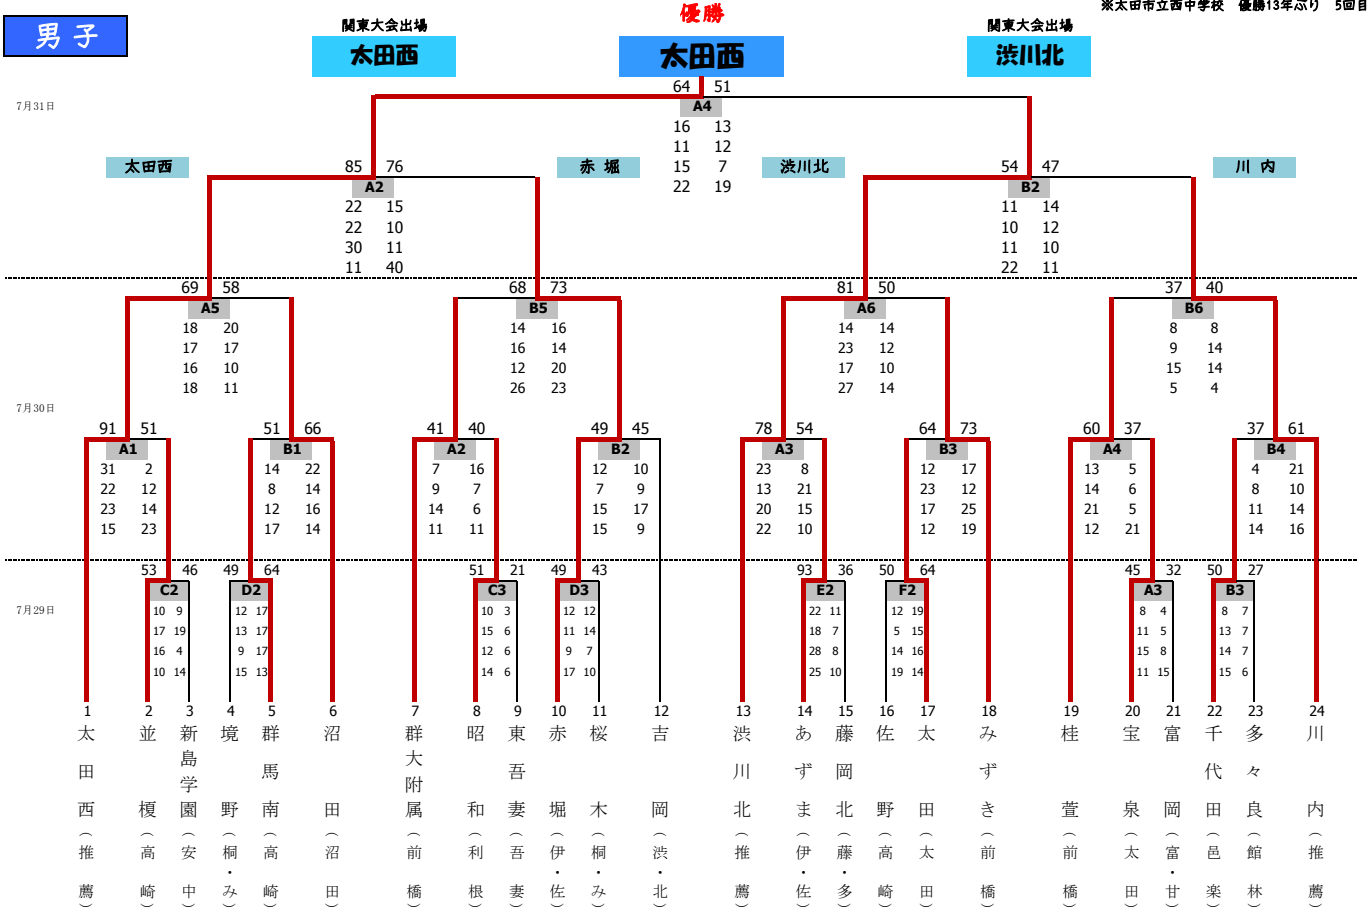 ※太田市立西中学校　優勝13年ぶり　5回目
優勝
男 子
関東大会出場
関東大会出場
太田西
太田西
渋川北
64 51
A4
7月31日
16 13
11 12
15 7
22 19
太田西
85 76
赤 堀
渋川北
54 47
川 内
A2
B2
22 15
22 10
30 11
11 40
11 14
10 12
11 10
22 11
69 58
68 73
81 50
37 40
A5
B5
A6
B6
18 20
17 17
16 10
18 11
14 16
16 14
12 20
26 23
14 14
23 12
17 10
27 14
8 8
9 14
15 14
5 4
7月30日
91 51
51 66
41 40
49 45
78 54
64 73
60 37
37 61
A1
B1
A2
B2
A3
B3
A4
B4
31 2
22 12
23 14
15 23
14 22
8 14
12 16
17 14
7 16
9 7
14 6
11 11
12 10
7 9
15 17
15 9
23 8
13 21
20 15
22 10
12 17
23 12
17 25
12 19
13 5
14 6
21 5
12 21
4 21
8 10
11 14
14 16
53 46
49 64
51 21
49 43
93 36
50 64
45 32
50 27
C2
D2
C3
D3
E2
F2
A3
B3
7月29日
10 9
17 19
16 4
10 14
12 17
13 17
9 17
15 13
10 3
15 6
12 6
14 6
12 12
11 14
9 7
17 10
22 11
18 7
28 8
25 10
12 19
5 15
14 16
19 14
8 4
11 5
15 8
11 15
8 7
13 7
14 7
15 6
1 2 3 4 5 6 7 8 9 10 11 12 13 14 15 16 17 18 19 20 21 22 23 24
太田西（推薦）
並榎（高崎）
新島学園（安中）
境野（桐・み）
群馬南（高崎）
沼田（沼田）
群大附属（前橋）
昭和（利根）
東吾妻（吾妻）
赤堀（伊・佐）
桜木（桐・み）
吉岡（渋・北）
渋川北（推薦）
あずま（伊・佐）
藤岡北（藤・多）
佐野（高崎）
太田（太田）
みずき（前橋）
桂萱（前橋）
宝泉（太田）
富岡（富・甘）
千代田（邑楽）
多々良（館林）
川内（推薦）